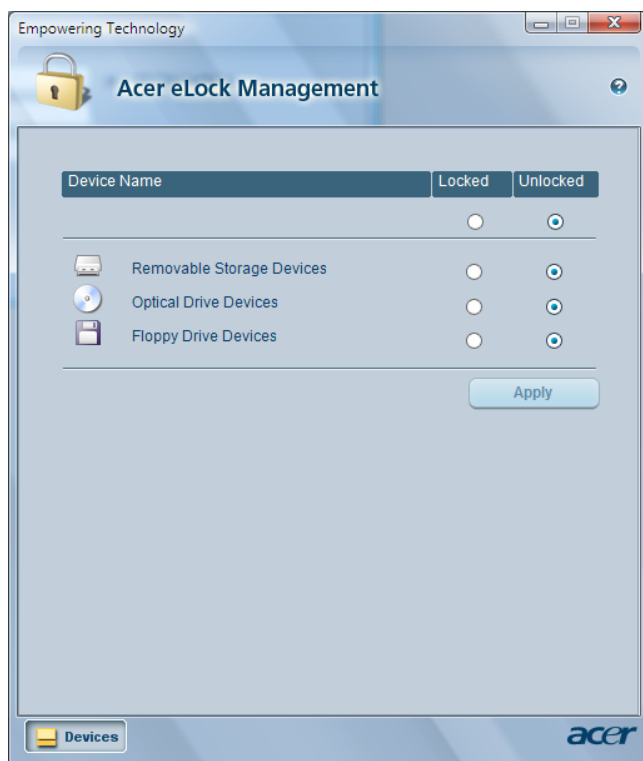 Empowering Technology
Acer eLock Management
Device Name Locked Unlocked
Removable Storage Devices
Optical Drive Devices
Floppy Drive Devices
Apply
Devices acer